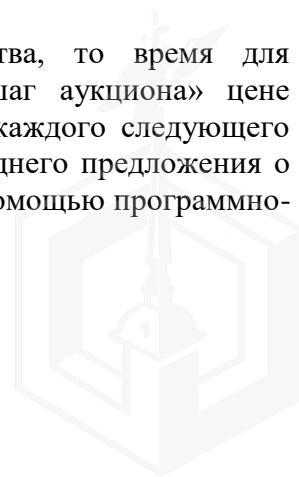 тва, то время для
шаг аукциона» цене
каждого следующего
днего предложения о
омощью программно-